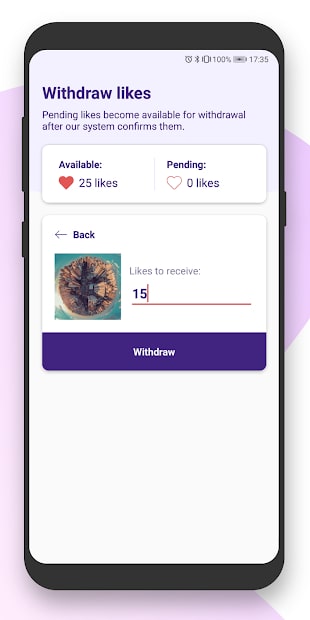 100% 17:35
Withdraw likes
Pending likes become available for withdrawal
after our system confirms them.
Available:
25 likes
Pending:
0 likes
Back
Likes to receive:
15
Withdraw